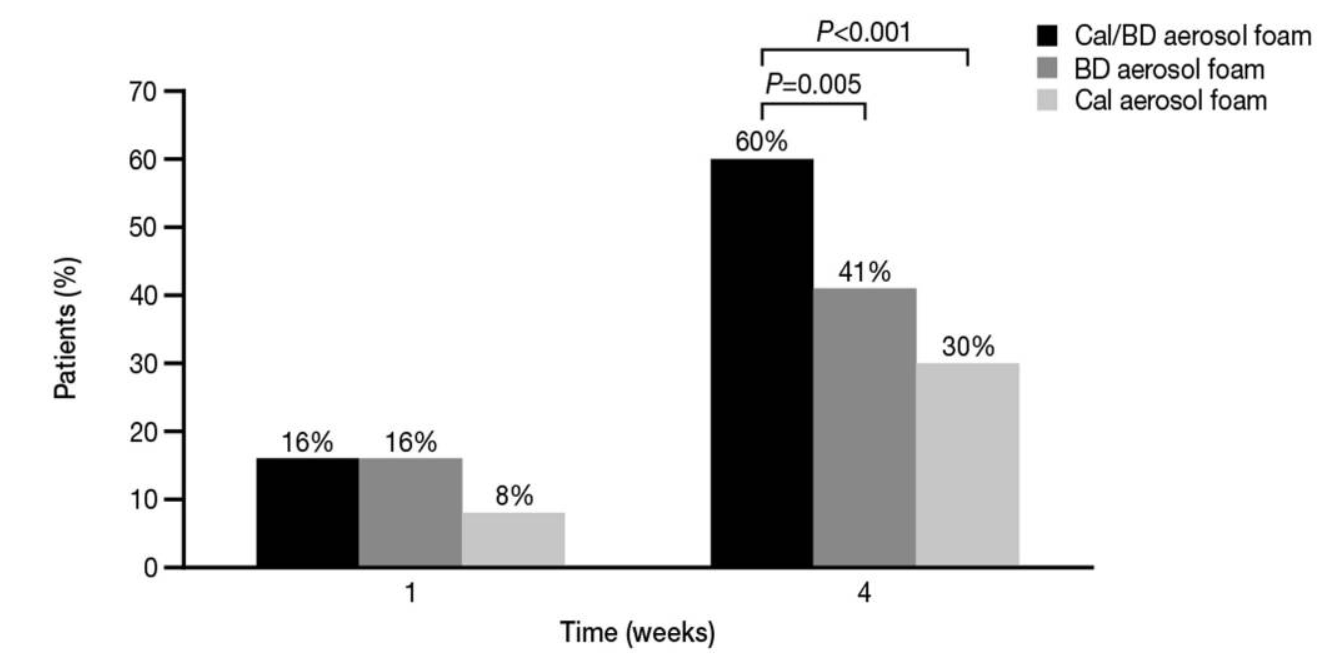 P<0.001
P=0.005
Cal/BD aerosol foam
BD aerosol foam
Cal aerosol foam
Patients (%)
70
60
50
40
30
20
10
0
16%
16%
8%
60%
41%
30%
1
4
Time (weeks)